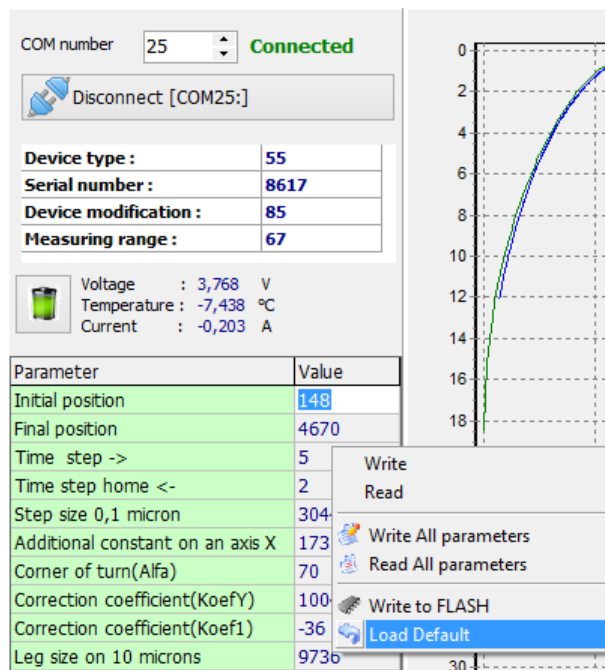 COM number 25 Connected
Disconnect [COM25:]
Device type : 55
Serial number : 8617
Device modification : 85
Measuring range : 67
Voltage : 3,768 V
Temperature : -7,438 ºC
Current : -0,203 A
Parameter Value
Initial position 148
Final position 4670
Time step -> 5
Time step home <- 2
Step size 0,1 micron
Additional constant on an axis X 173
Corner of turn(Alfa) 70
Correction coefficient(KoefY)
Correction coefficient(Koef1) -36
Leg size on 10 microns 9736
Write
Read
Write All parameters
Read All parameters
Write to FLASH
Load Default
0
2
4
6
8
10
12
14
16
18
30